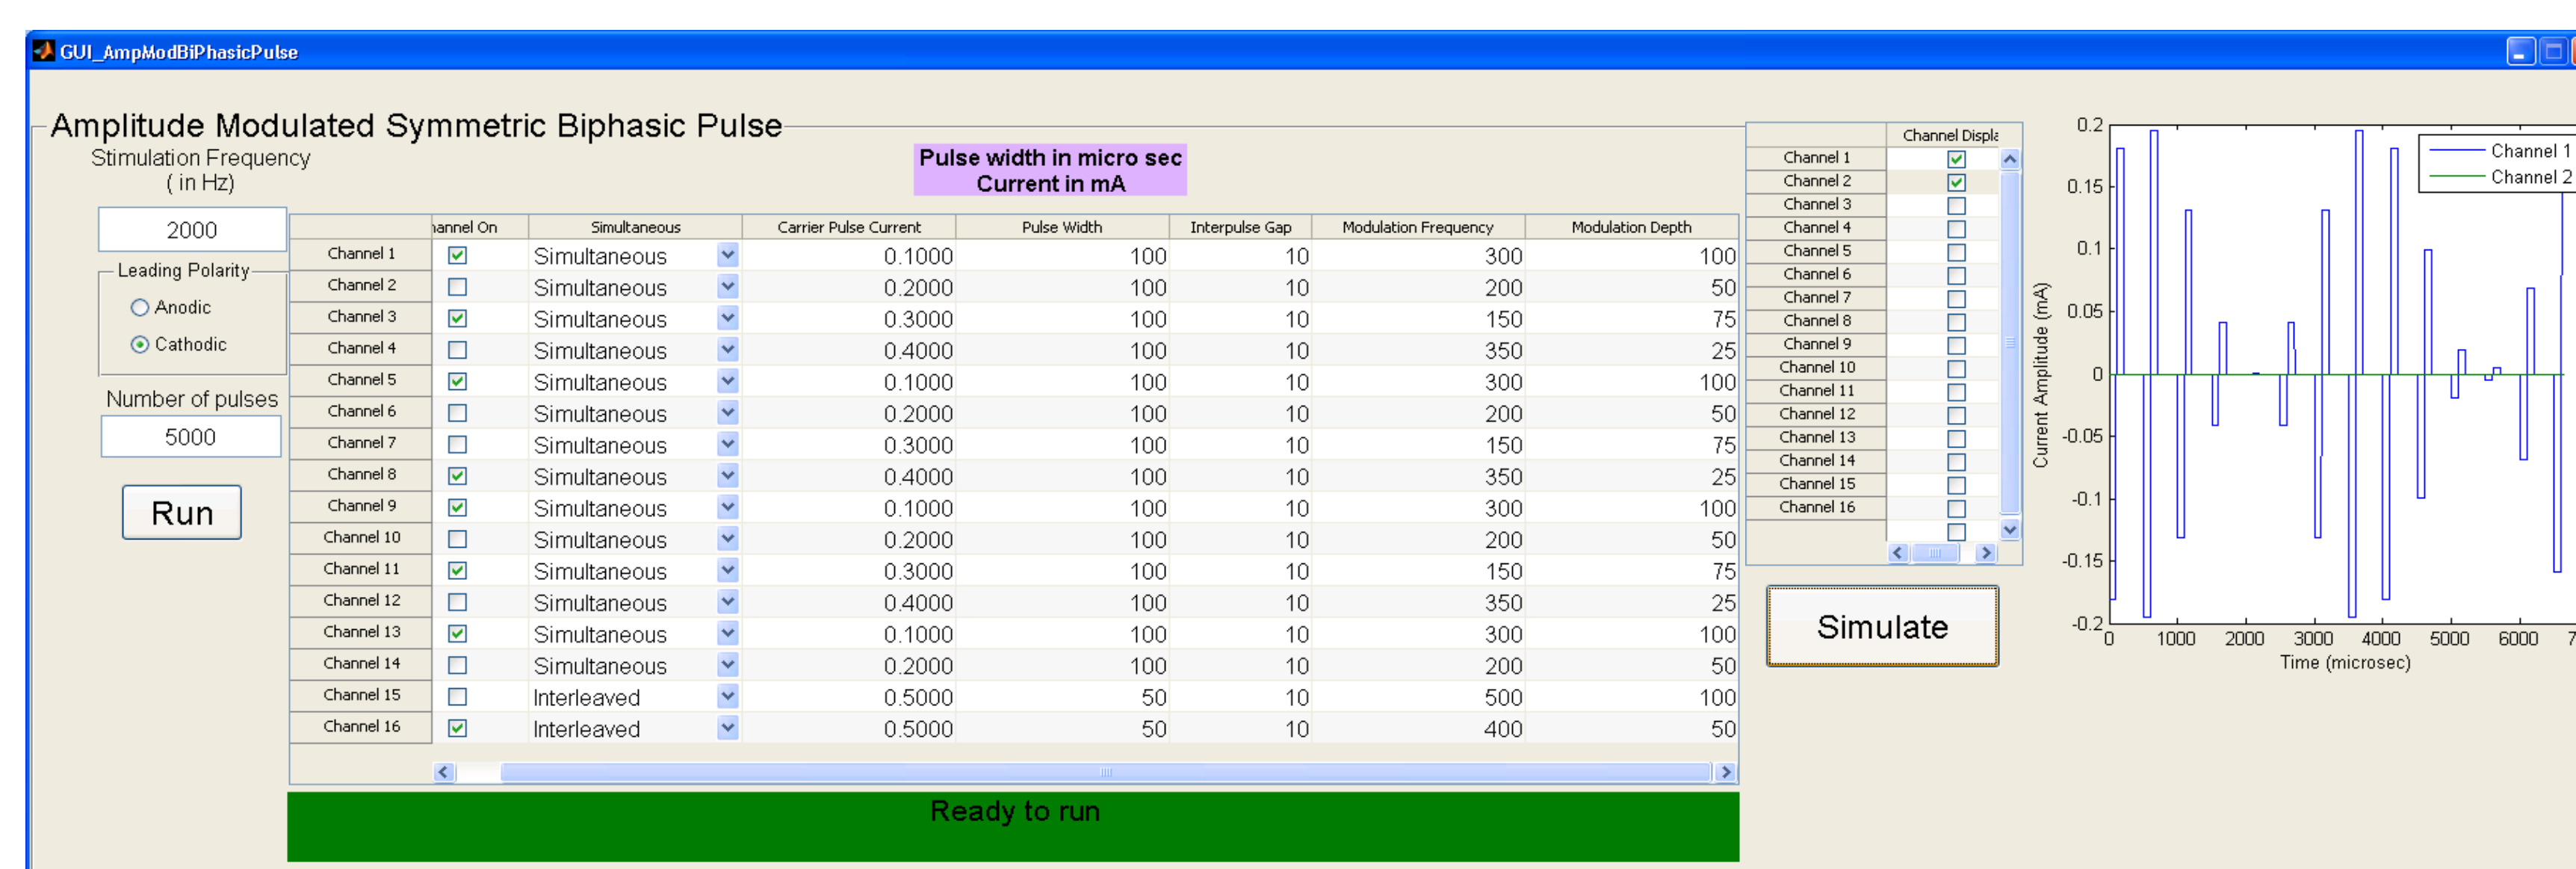 GUI_AmpModBiPhasicPulse
Amplitude Modulated Symmetric Biphasic Pulse
Stimulation Frequency
( in Hz)
2000
Leading Polarity
Anodic
Cathodic
Number of pulses
5000
Run
Pulse width in micro sec
Current in mA
hannel On Simultaneous Carrier Pulse Current Pulse Width Interpulse Gap Modulation Frequency Modulation Depth
Channel 1 Simultaneous 0.1000 100 10 300 100
Channel 2 Simultaneous 0.2000 100 10 200 50
Channel 3 Simultaneous 0.3000 100 10 150 75
Channel 4 Simultaneous 0.4000 100 10 350 25
Channel 5 Simultaneous 0.1000 100 10 300 100
Channel 6 Simultaneous 0.2000 100 10 200 50
Channel 7 Simultaneous 0.3000 100 10 150 75
Channel 8 Simultaneous 0.4000 100 10 350 25
Channel 9 Simultaneous 0.1000 100 10 300 100
Channel 10 Simultaneous 0.2000 100 10 200 50
Channel 11 Simultaneous 0.3000 100 10 150 75
Channel 12 Simultaneous 0.4000 100 10 350 25
Channel 13 Simultaneous 0.1000 100 10 300 100
Channel 14 Simultaneous 0.2000 100 10 200 50
Channel 15 Interleaved 0.5000 50 10 500 100
Channel 16 Interleaved 0.5000 50 10 400 50
Ready to run
Channel Displa
Channel 1
Channel 2
Channel 3
Channel 4
Channel 5
Channel 6
Channel 7
Channel 8
Channel 9
Channel 10
Channel 11
Channel 12
Channel 13
Channel 14
Channel 15
Channel 16
Simulate
Current Amplitude (mA)
0.2
0.15
0.1
0.05
0
-0.05
-0.1
-0.15
-0.2
Channel 1
Channel 2
0 1000 2000 3000 4000 5000 6000 7
Time (microsec)